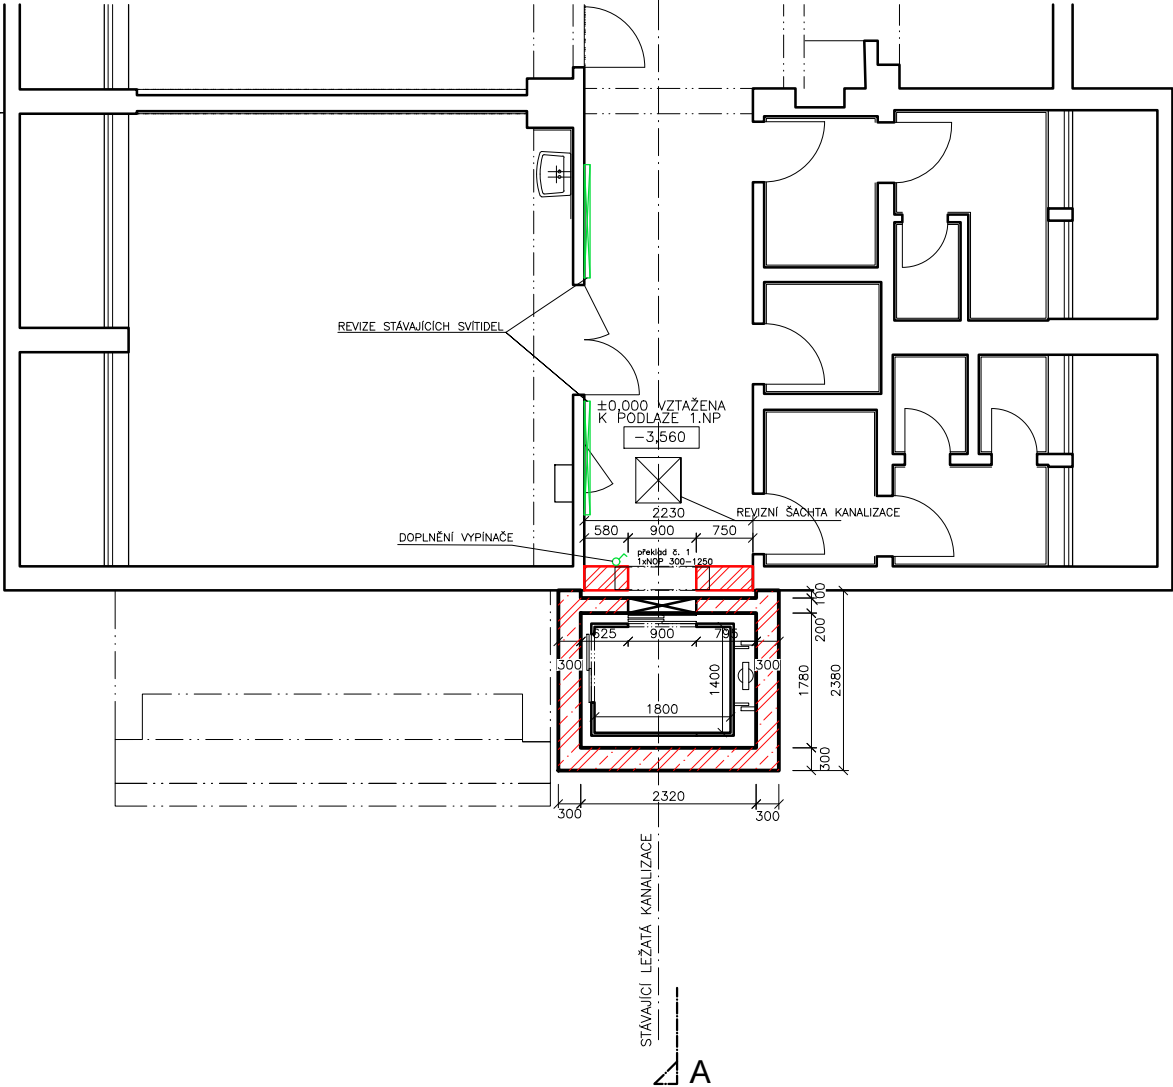 REVIZE STÁVAJÍCÍCH SVÍTIDEL
±0,000 VZTAŽENA
K PODLAZE 1.NP
-3,560
REVIZNÍ ŠACHTA KANALIZACE
2230
580 900 750
DOPLNĚNÍ VYPÍNAČE
překlad č. 1
1xNOP 300-1250
100
625 900 795
200
300 300
1400
1780
2380
1800
300
2320
300 300
STÁVAJÍCÍ LEŽATÁ KANALIZACE
A